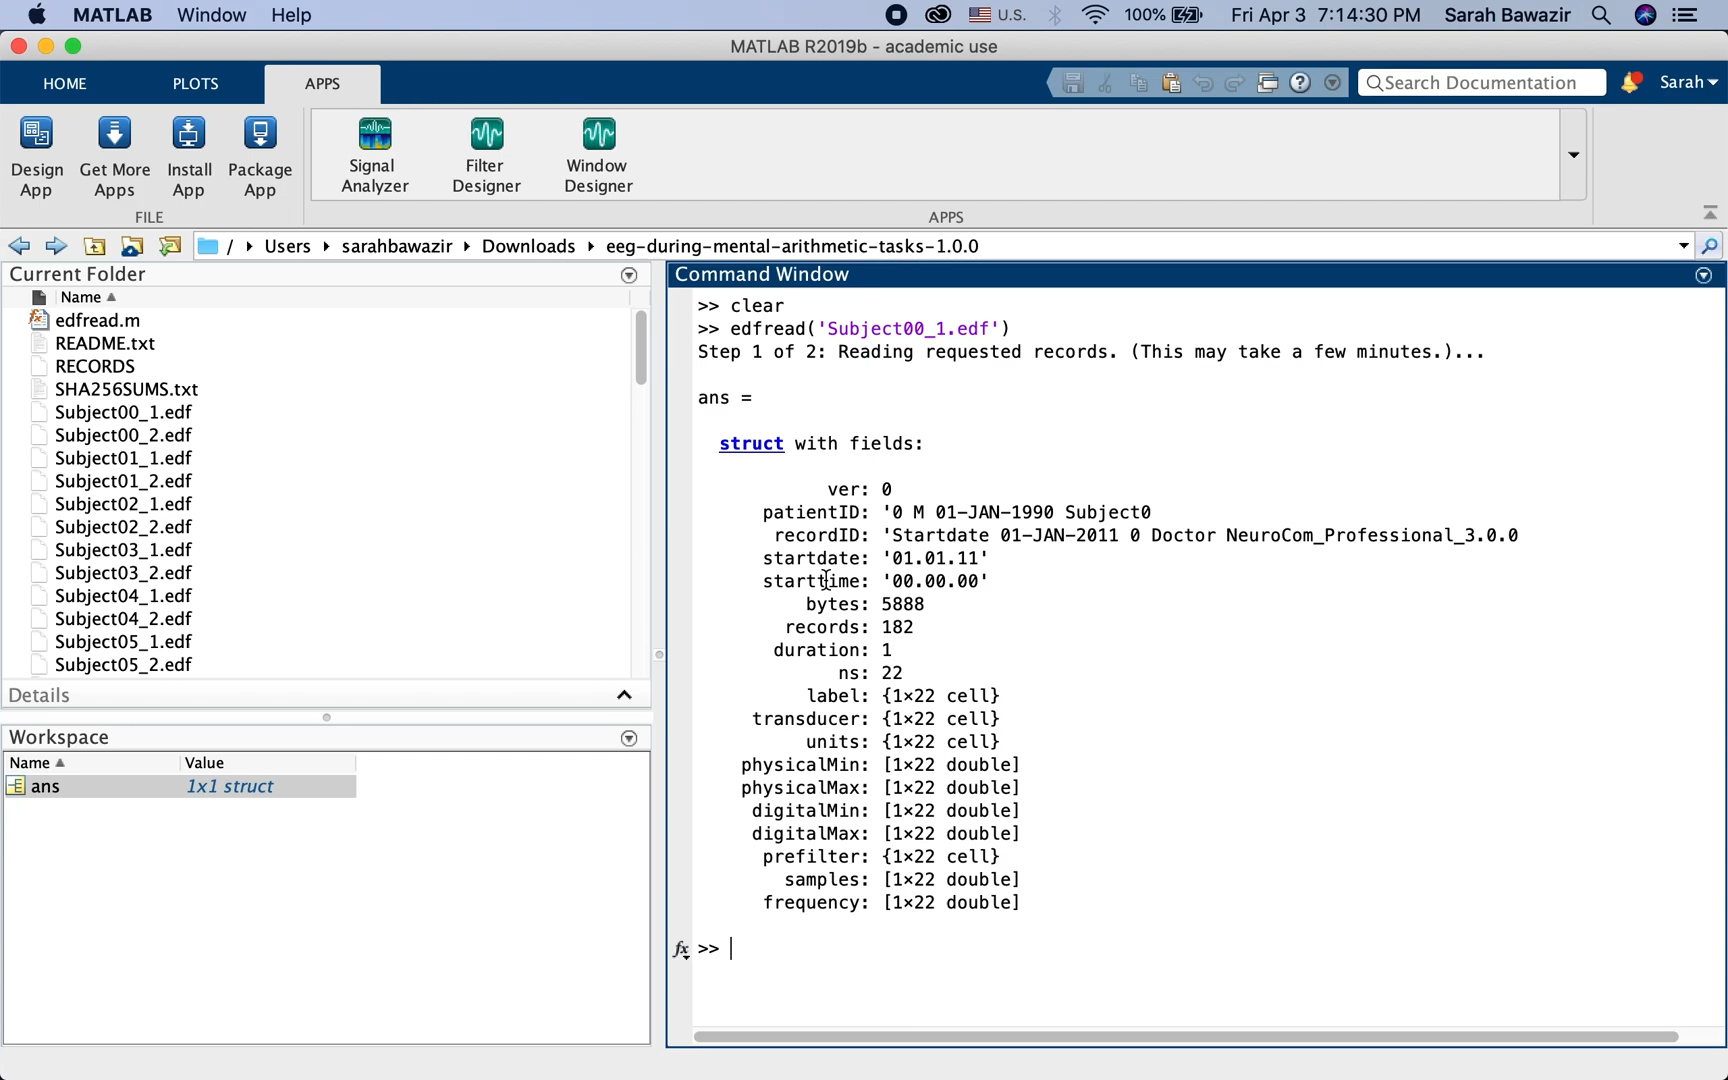 MATLAB Window Help U.S. 100% Fri Apr 3 7:14:30 PM Sarah Bawazir
MATLAB R2019b - academic use
HOME PLOTS APPS Search Documentation Sarah
Design App
Get More Apps
Install App
Package App
Signal Analyzer
Filter Designer
Window Designer
FILE APPS
/ Users sarahbawazir Downloads eeg-during-mental-arithmetic-tasks-1.0.0
Current Folder
Name
edfread.m
README.txt
RECORDS
SHA256SUMS.txt
Subject00_1.edf
Subject00_2.edf
Subject01_1.edf
Subject01_2.edf
Subject02_1.edf
Subject02_2.edf
Subject03_1.edf
Subject03_2.edf
Subject04_1.edf
Subject04_2.edf
Subject05_1.edf
Subject05_2.edf
Details
Workspace
Name Value
ans 1x1 struct
Command Window
>> clear
>> edfread('Subject00_1.edf')
Step 1 of 2: Reading requested records. (This may take a few minutes.)...
ans =
struct with fields:
ver: 0
patientID: '0 M 01-JAN-1990 Subject0
recordID: 'Startdate 01-JAN-2011 0 Doctor NeuroCom_Professional_3.0.0
startdate: '01.01.11'
starttime: '00.00.00'
bytes: 5888
records: 182
duration: 1
ns: 22
label: {1×22 cell}
transducer: {1×22 cell}
units: {1×22 cell}
physicalMin: [1×22 double]
physicalMax: [1×22 double]
digitalMin: [1×22 double]
digitalMax: [1×22 double]
prefilter: {1×22 cell}
samples: [1×22 double]
frequency: [1×22 double]
fx >>